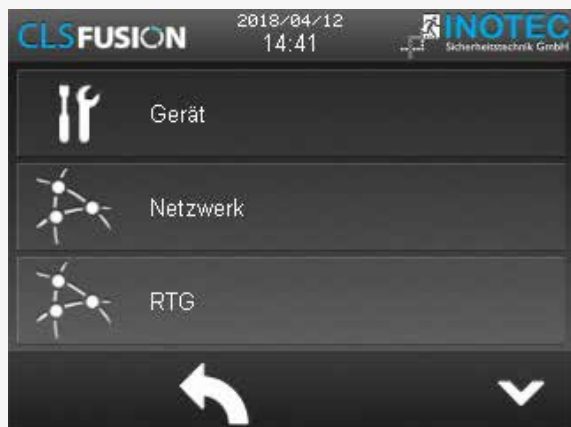 CLSFUSION
2018/04/12
14:41
INOTEC
Sicherheitstechnik GmbH
Gerät
Netzwerk
RTG